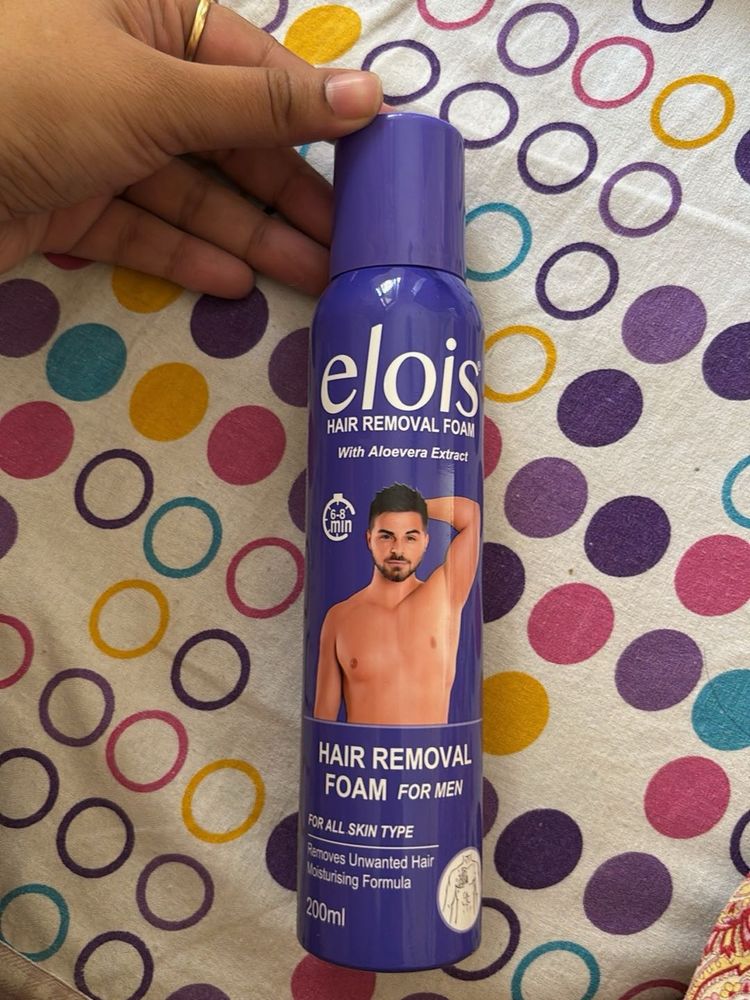 elois®
HAIR REMOVAL FOAM
With Aloevera Extract
6-8
min
HAIR REMOVAL
FOAM FOR MEN
FOR ALL SKIN TYPE
Removes Unwanted Hair
Moisturising Formula
200ml